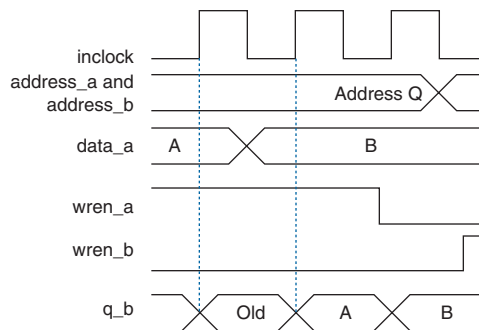 inclock
address_a and
address_b
Address Q
data_a
A
B
wren_a
wren_b
q_b
Old
A
B